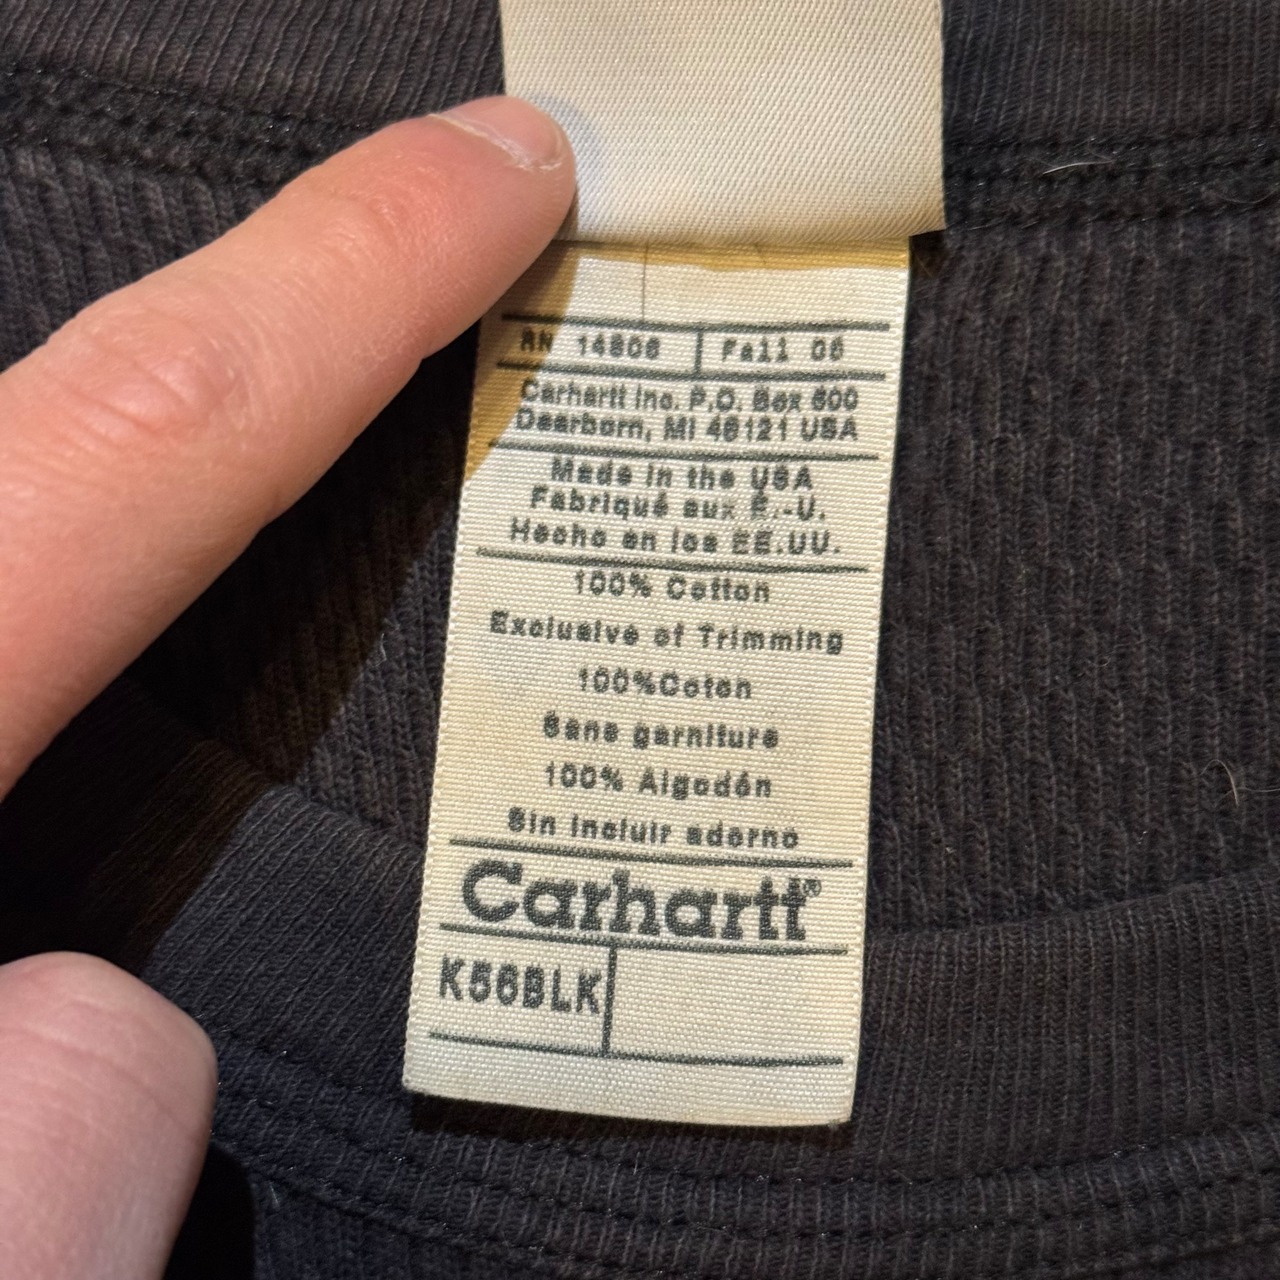 RN 14806 Fall 06
Carhartt Inc. P.O. Box 600
Dearborn, MI 48121 USA
Made in the USA
Fabriqué aux É.-U.
Hecho en los EE.UU.
100% Cotton
Exclusive of Trimming
100%Coton
Sans garniture
100% Algodón
Sin incluir adorno
Carhartt®
K56BLK